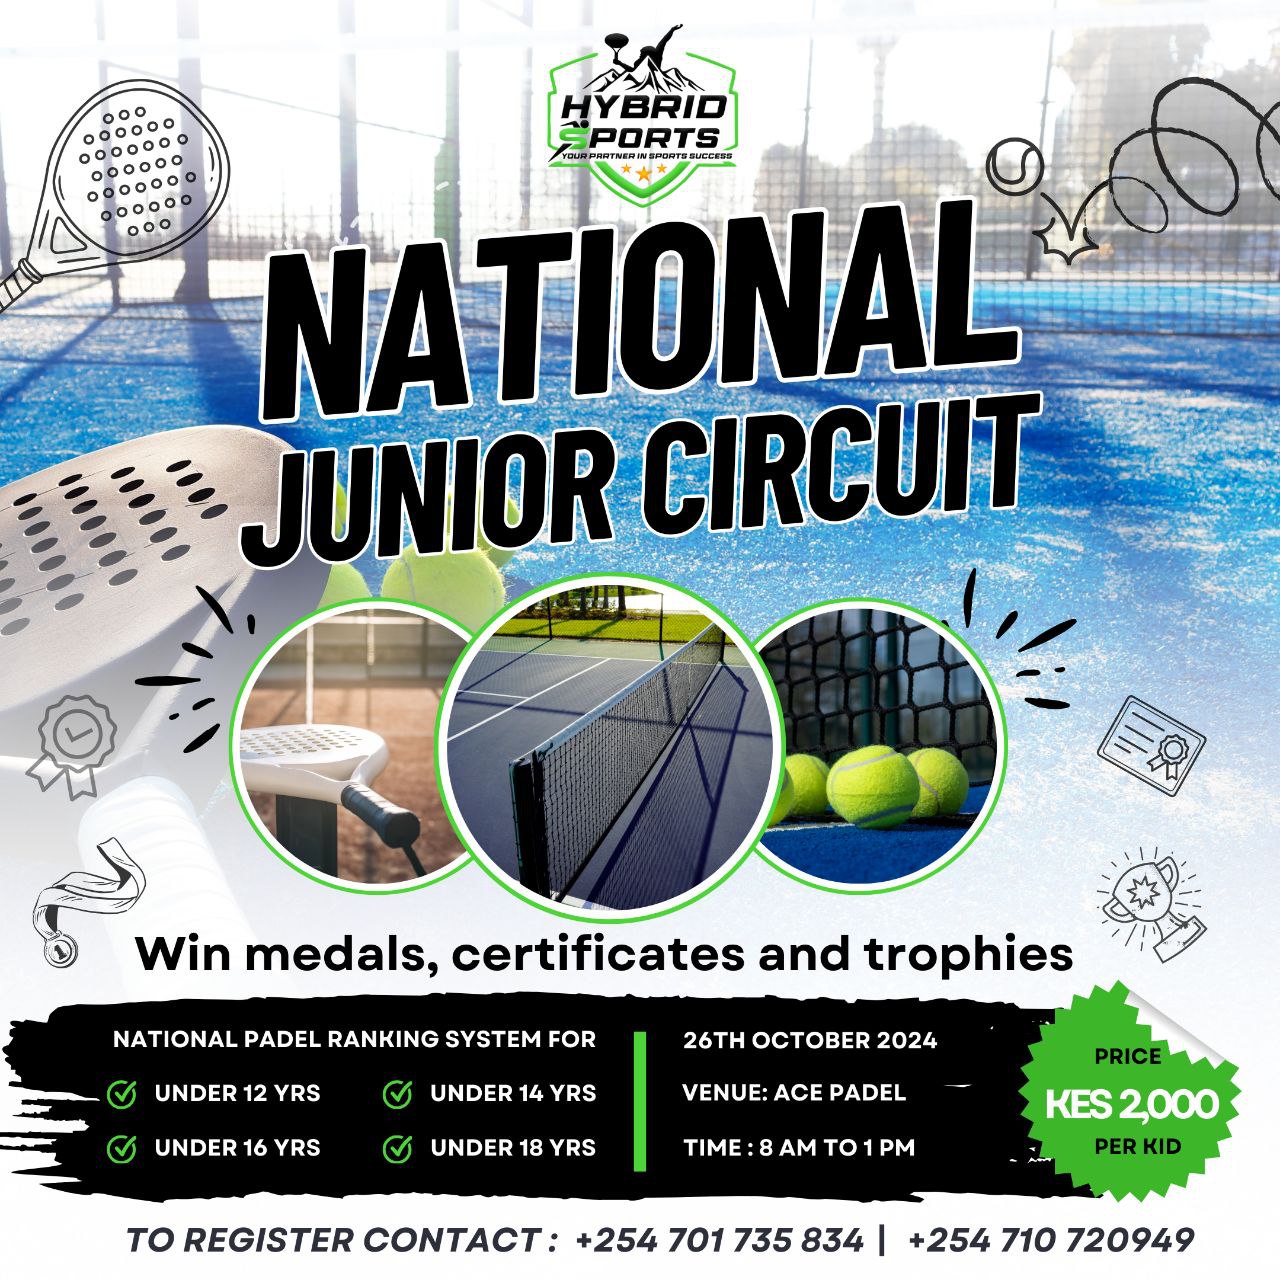 HYBRID
SPORTS
YOUR PARTNER IN SPORTS SUCCESS
NATIONAL
JUNIOR CIRCUIT
Win medals, certificates and trophies
NATIONAL PADEL RANKING SYSTEM FOR
UNDER 12 YRS
UNDER 14 YRS
UNDER 16 YRS
UNDER 18 YRS
26TH OCTOBER 2024
VENUE: ACE PADEL
TIME : 8 AM TO 1 PM
PRICE
KES 2,000
PER KID
TO REGISTER CONTACT : +254 701 735 834 | +254 710 720949